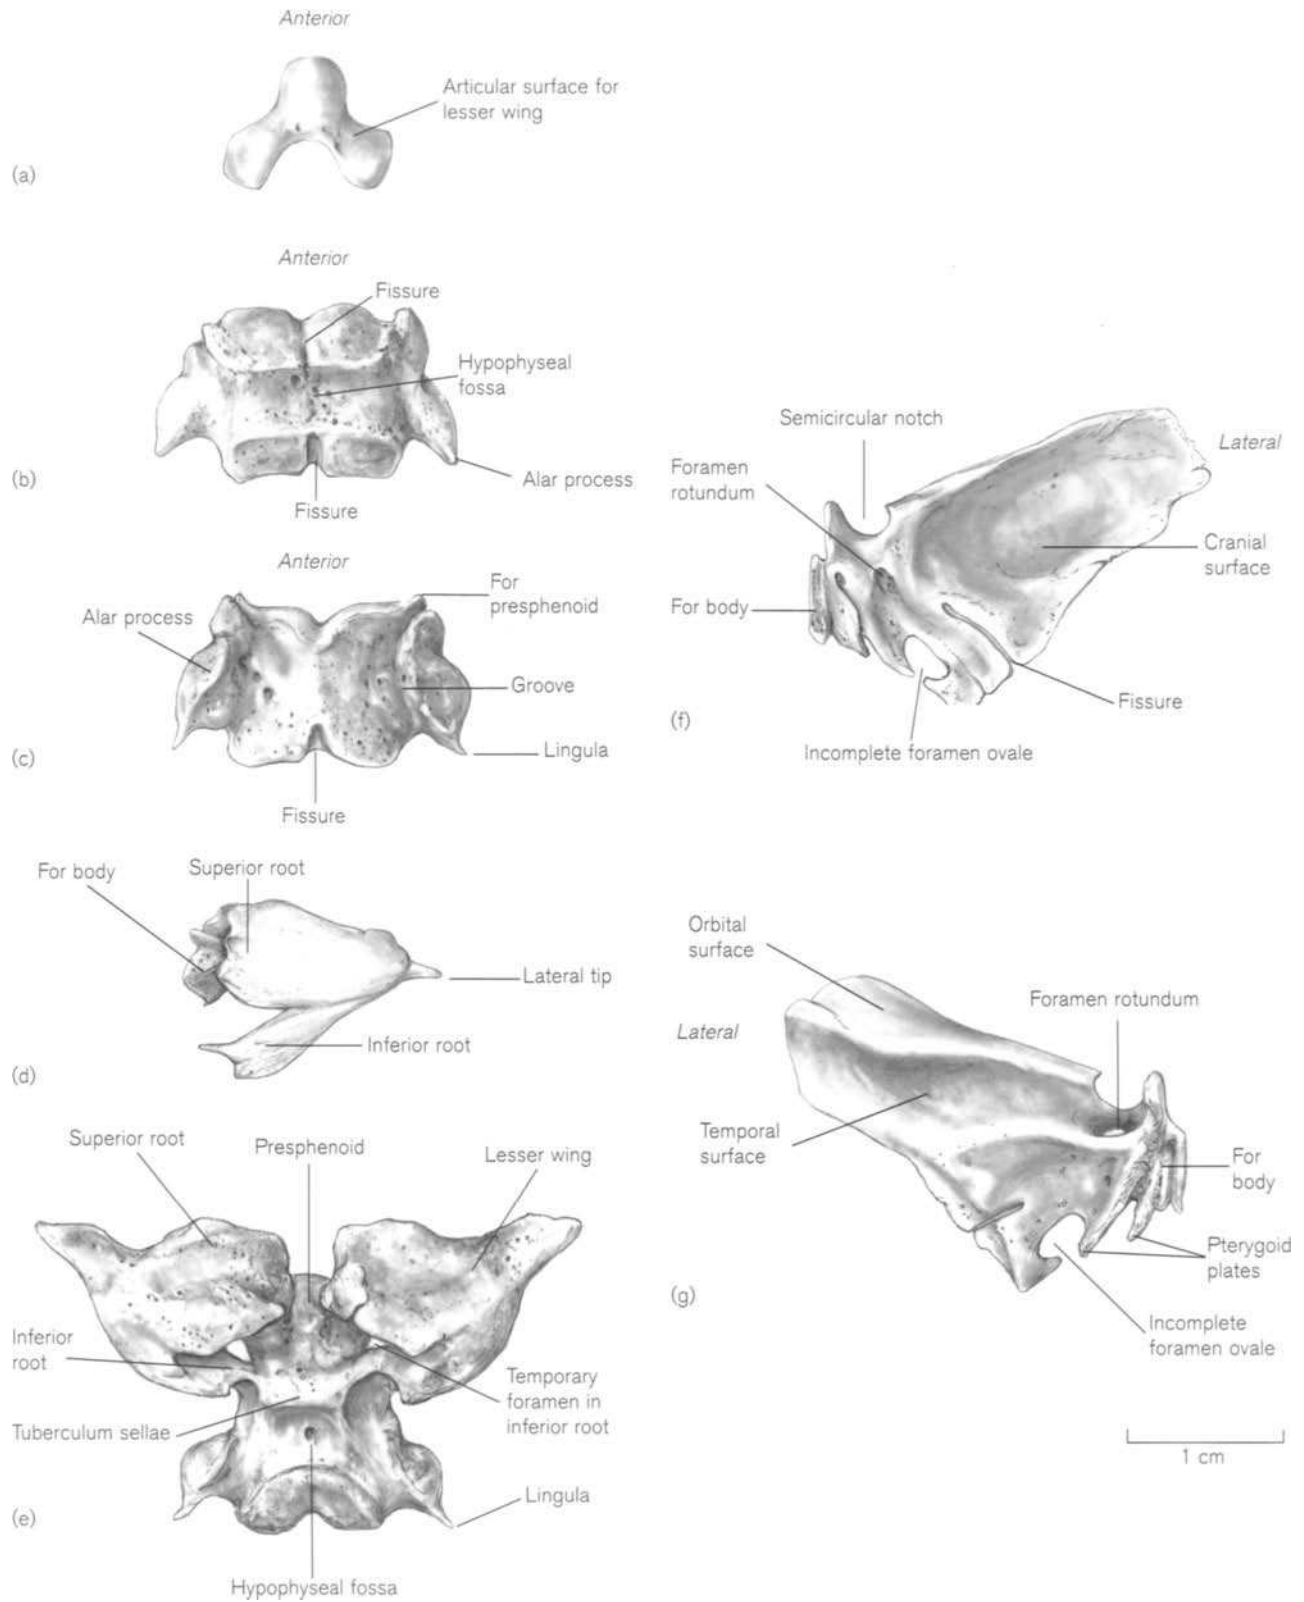 Anterior
Articular surface for
lesser wing
(a)
Anterior
Fissure
Hypophyseal
fossa
Alar process
Fissure
(b)
Anterior
For
presphenoid
Alar process
Groove
Lingula
Fissure
(c)
For body
Superior root
Lateral tip
Inferior root
(d)
Superior root
Presphenoid
Lesser wing
Inferior
root
Temporary
foramen in
inferior root
Tuberculum sellae
Lingula
Hypophyseal fossa
(e)
Semicircular notch
Lateral
Foramen
rotundum
Cranial
surface
For body
Fissure
Incomplete foramen ovale
(f)
Orbital
surface
Foramen rotundum
Lateral
Temporal
surface
For
body
Pterygoid
plates
Incomplete
foramen ovale
(g)
1 cm